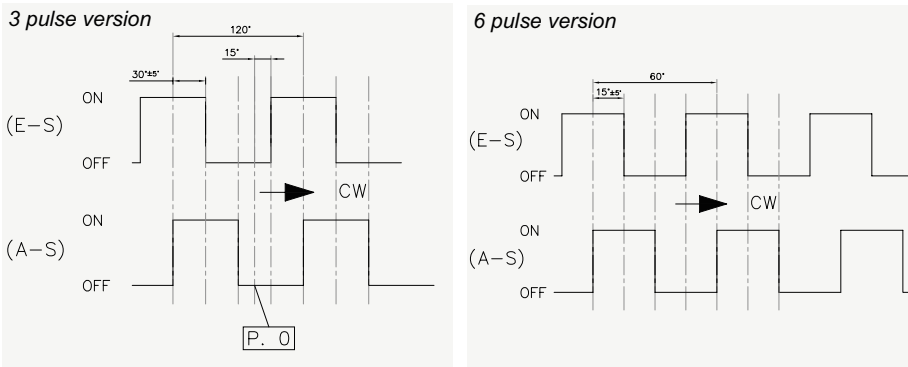 3 pulse version
120°
15°
30°±5°
ON
(E-S)
OFF
CW
ON
(A-S)
OFF
P. 0
6 pulse version
60°
15°±5°
ON
(E-S)
OFF
CW
ON
(A-S)
OFF